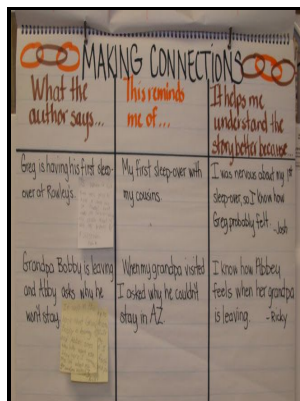 MAKING CONNECTIONS
What the
author says...
This reminds
me of...
It helps me
understand the
story better because...
Greg is having his first sleep-
over at Rowley's.
My first sleep-over with
my cousins.
I was nervous about my 1st
sleep-over, so I know how
Greg probably felt. -Josh
Grandpa Bobby is leaving
and Abby asks why he
won't stay.
When my grandpa visited
I asked why he couldn't
stay in AZ
I know how Abbey
feels when her grandpa
is leaving. -Ricky